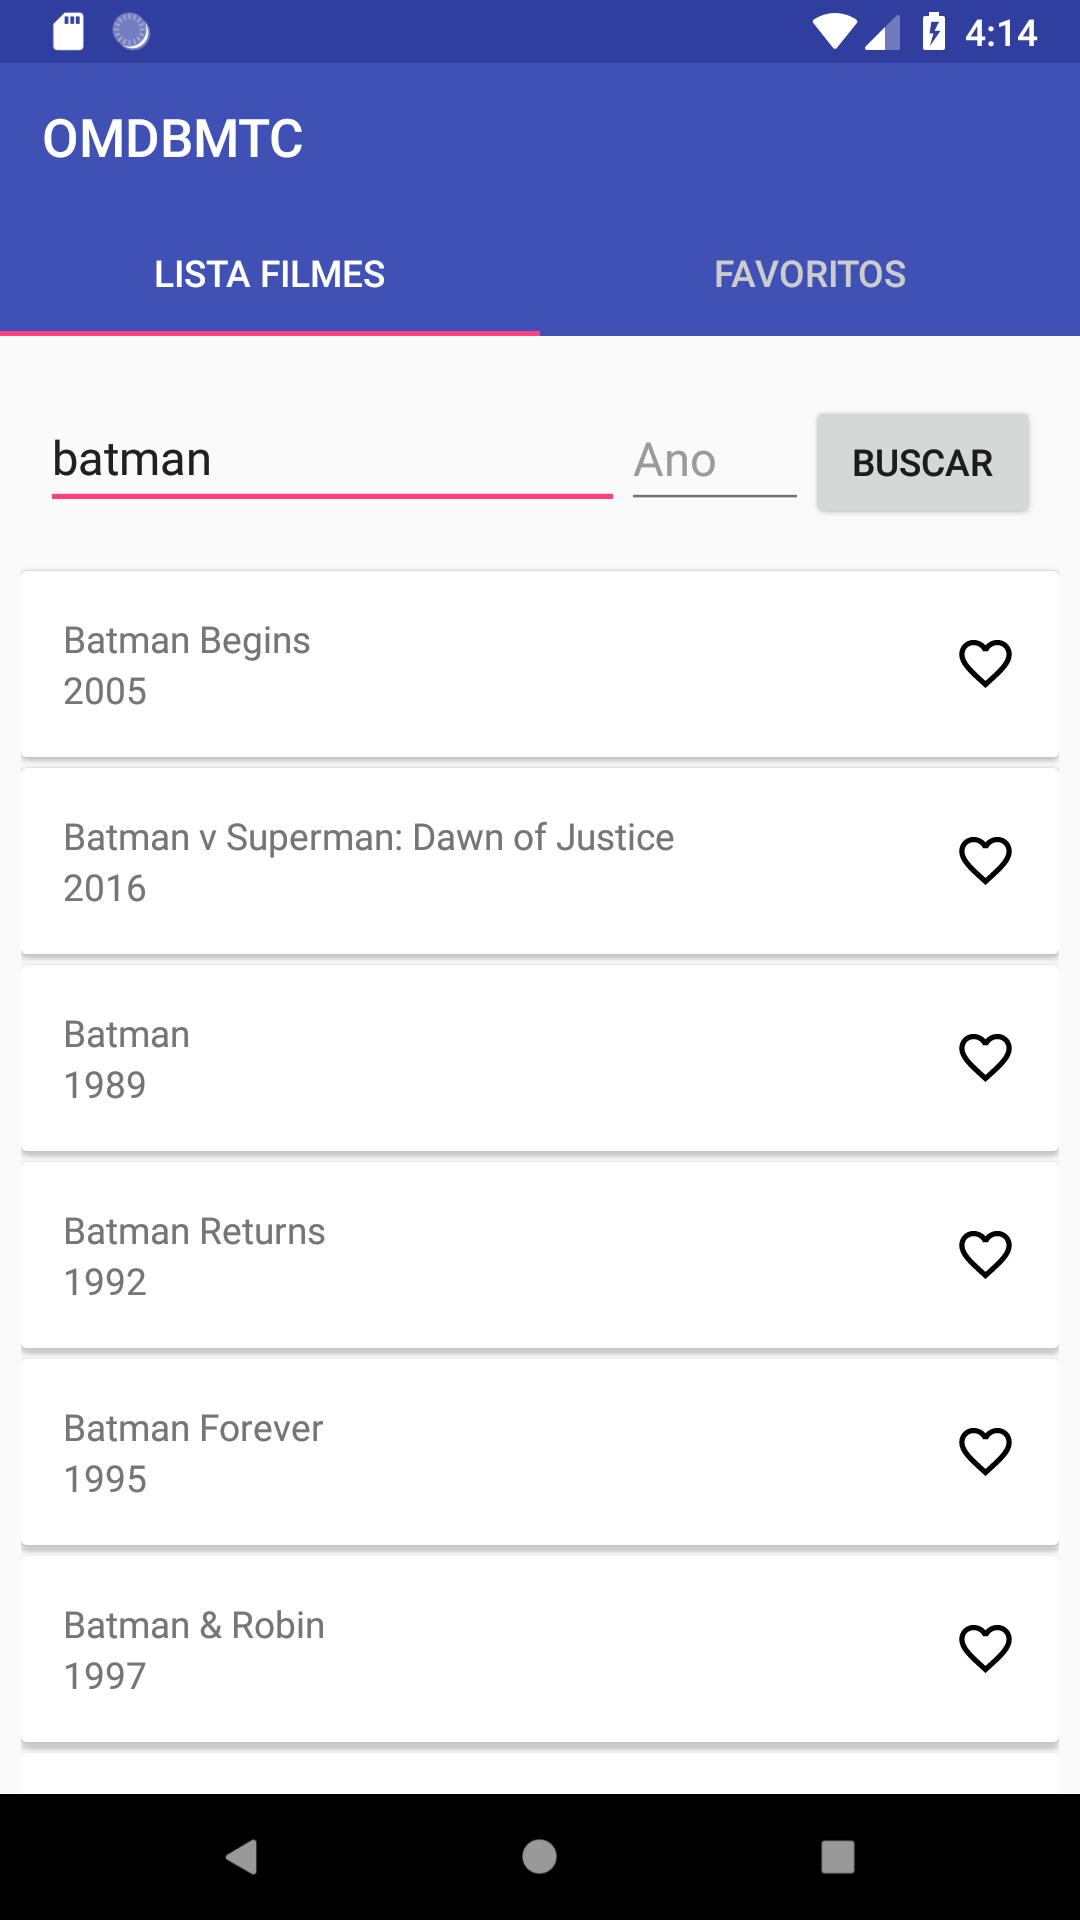 4:14
OMDBMTC
LISTA FILMES
FAVORITOS
batman
Ano
BUSCAR
Batman Begins
2005
Batman v Superman: Dawn of Justice
2016
Batman
1989
Batman Returns
1992
Batman Forever
1995
Batman & Robin
1997